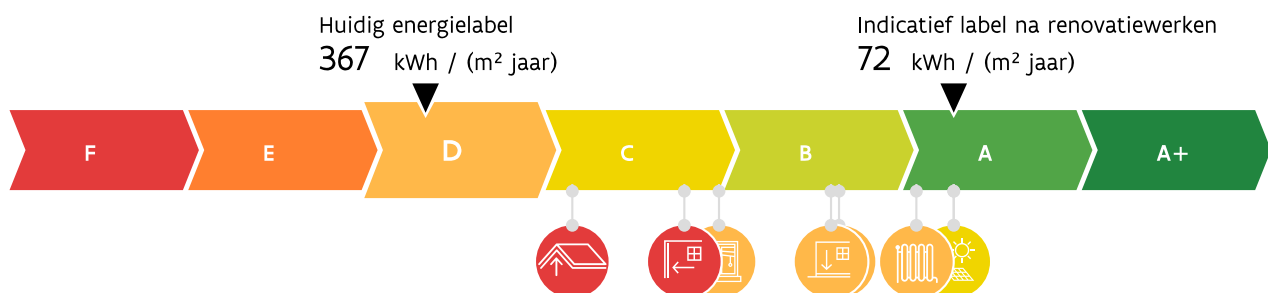 Huidig energielabel
367 kWh / (m² jaar)
Indicatief label na renovatiewerken
72 kWh / (m² jaar)
F E D C B A A+